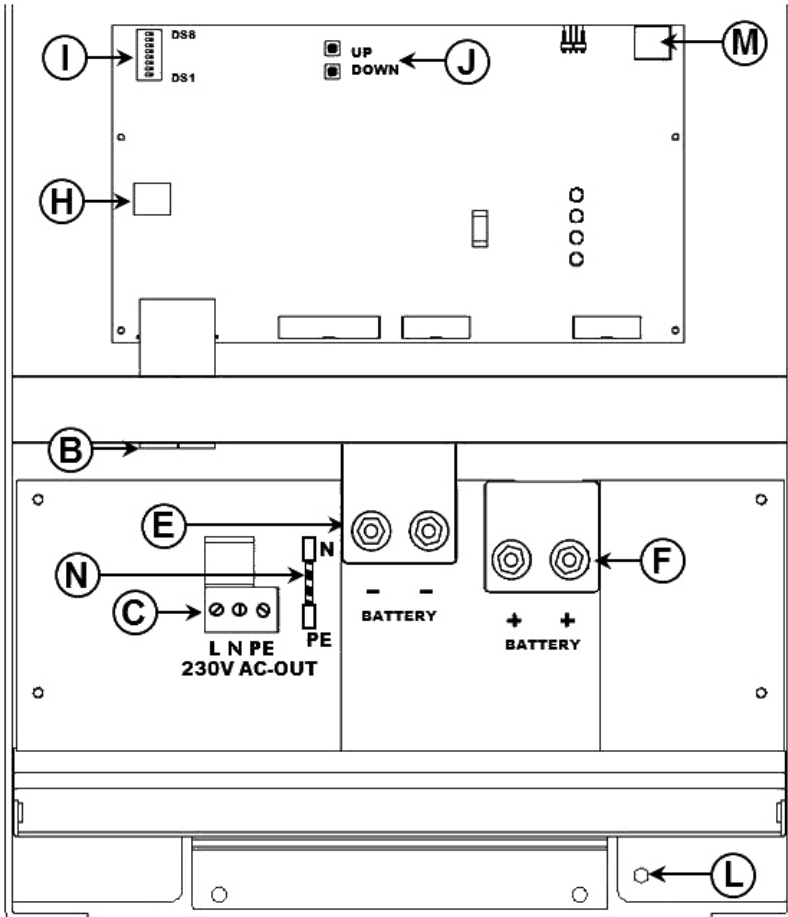 DS8
I
UP
J
M
DOWN
DS1
H
B
E
N
N
F
C
BATTERY
PE
+ +
L N PE
BATTERY
230V AC-OUT
L
- -